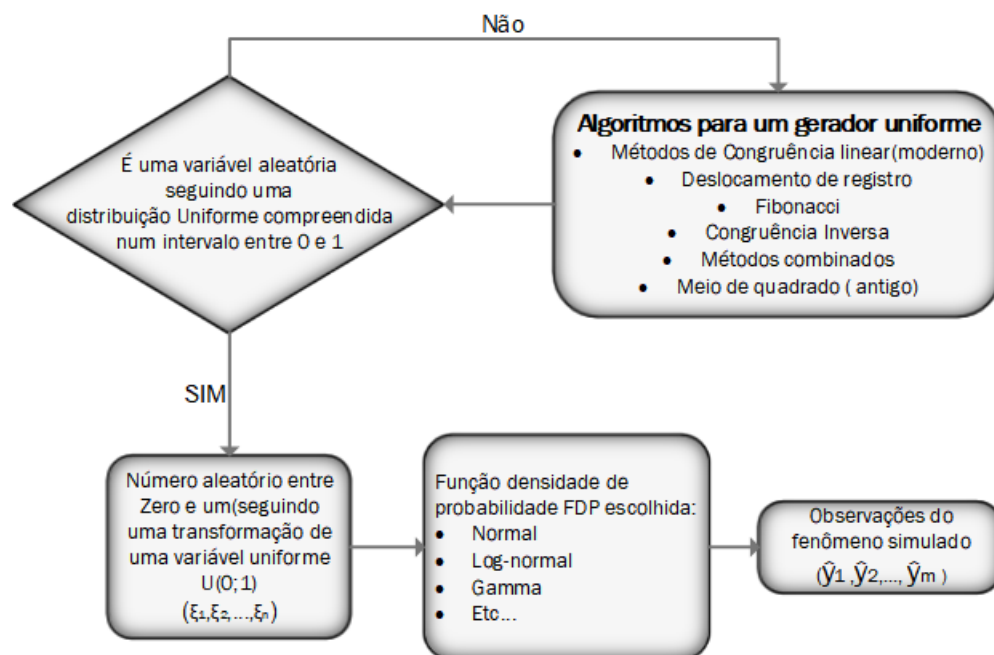 Não
É uma variável aleatória
seguindo uma
distribuição Uniforme compreendida
num intervalo entre 0 e 1
Algoritmos para um gerador uniforme
• Métodos de Congruência linear(moderno)
• Deslocamento de registro
• Fibonacci
• Congruência Inversa
• Métodos combinados
• Meio de quadrado ( antigo)
SIM
Número aleatório entre
Zero e um(seguindo
uma transformação de
uma variável uniforme
U(0;1)
(ξ₁,ξ₂,...,ξₙ)
Função densidade de
probabilidade FDP escolhida:
• Normal
• Log-normal
• Gamma
• Etc...
Observações do
fenômeno simulado
(ŷ1 ,ŷ2,..., ŷm )